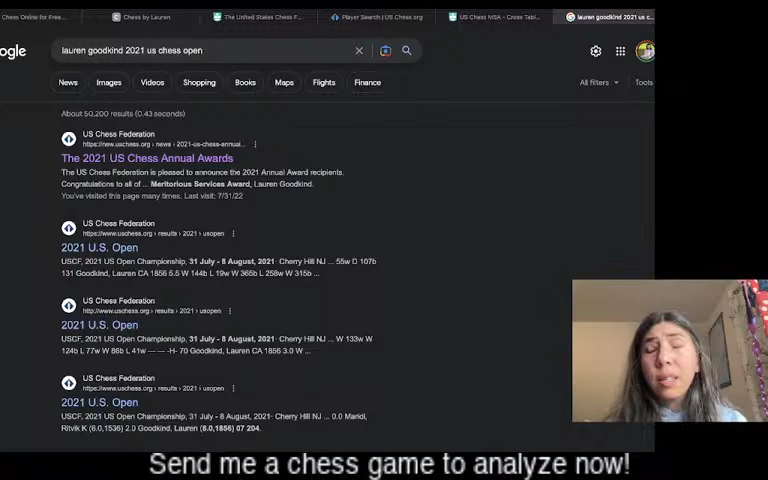 Chess Online for Free...
Chess by Lauren
The United States Chess F...
Player Search | US Chess.org
US Chess MSA - Cross Tabl...
lauren goodkind 2021 us c...
ogle
lauren goodkind 2021 us chess open
News
Images
Videos
Shopping
Books
Maps
Flights
Finance
All filters
Tools
About 50,200 results (0.43 seconds)
US Chess Federation
https://new.uschess.org › news › 2021-us-chess-annual...
The 2021 US Chess Annual Awards
The US Chess Federation is pleased to announce the 2021 Annual Award recipients.
Congratulations to all of ... Meritorious Services Award, Lauren Goodkind.
You've visited this page many times. Last visit: 7/31/22
US Chess Federation
https://www.uschess.org › results › 2021 › usopen
2021 U.S. Open
USCF, 2021 US Open Championship, 31 July - 8 August, 2021· Cherry Hill NJ ... 55w D 107b
131 Goodkind, Lauren CA 1856 5.5 W 144b L 19w W 365b L 258w W 315b ...
US Chess Federation
http://www.uschess.org › results › 2021 › usopen
2021 U.S. Open
USCF, 2021 US Open Championship, 31 July - 8 August, 2021· Cherry Hill NJ ... W 133w W
124b L 77w W 86b L 41w --- --- -H- 70 Goodkind, Lauren CA 1856 3.0 W ...
US Chess Federation
https://www.uschess.org › results › 2021 › usopen
2021 U.S. Open
USCF, 2021 US Open Championship, 31 July - 8 August, 2021· Cherry Hill NJ ... 0.0 Maridi,
Ritvik K (6.0,1536) 2.0 Goodkind, Lauren (8.0,1856) 07 204.
Send me a chess game to analyze now!